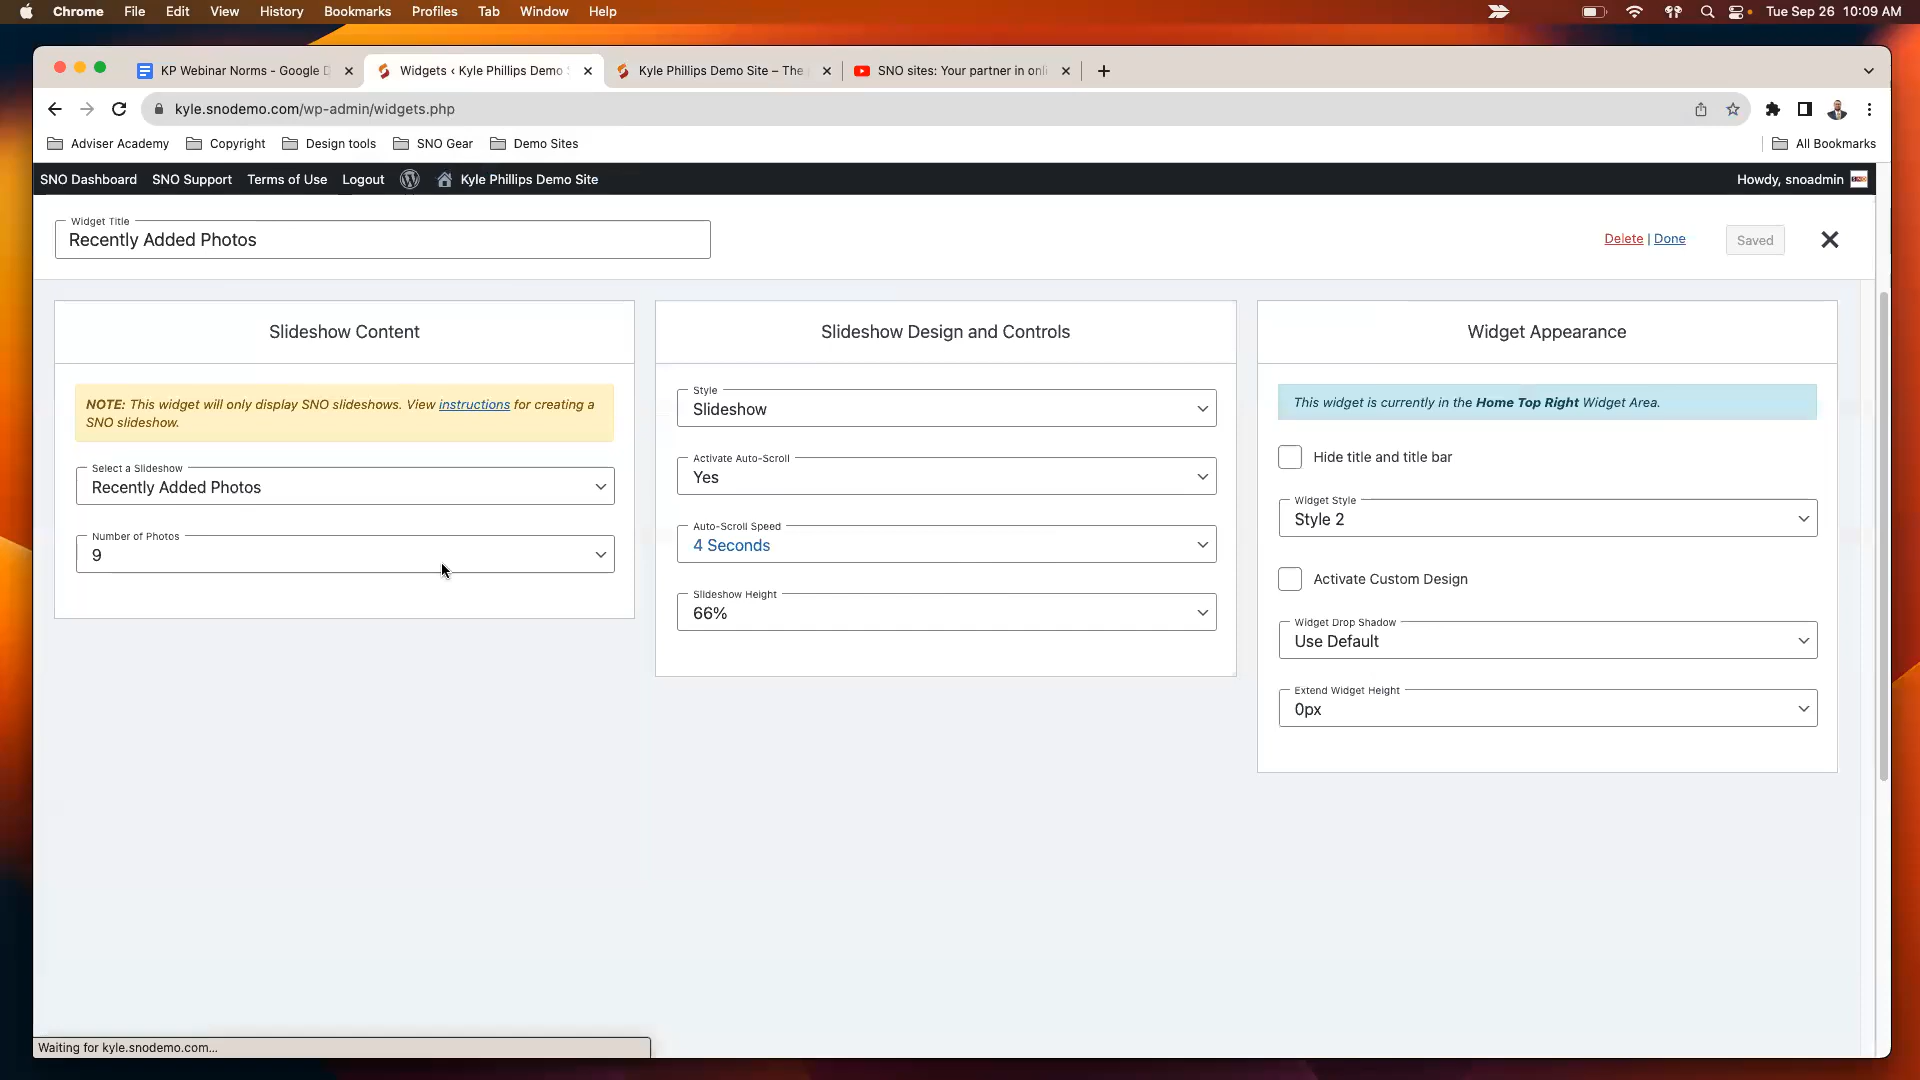 Chrome File Edit View History Bookmarks Profiles Tab Window Help Tue Sep 26 10:09 AM
KP Webinar Norms - Google D Widgets ‹ Kyle Phillips Demo S Kyle Phillips Demo Site – The SNO sites: Your partner in onli
kyle.snodemo.com/wp-admin/widgets.php
Adviser Academy Copyright Design tools SNO Gear Demo Sites All Bookmarks
SNO Dashboard SNO Support Terms of Use Logout Kyle Phillips Demo Site Howdy, snoadmin
Widget Title
Recently Added Photos
Delete | Done Saved
Slideshow Content
NOTE: This widget will only display SNO slideshows. View instructions for creating a
SNO slideshow.
Select a Slideshow
Recently Added Photos
Number of Photos
9
Slideshow Design and Controls
Style
Slideshow
Activate Auto-Scroll
Yes
Auto-Scroll Speed
4 Seconds
Slideshow Height
66%
Widget Appearance
This widget is currently in the Home Top Right Widget Area.
Hide title and title bar
Widget Style
Style 2
Activate Custom Design
Widget Drop Shadow
Use Default
Extend Widget Height
0px
Waiting for kyle.snodemo.com...